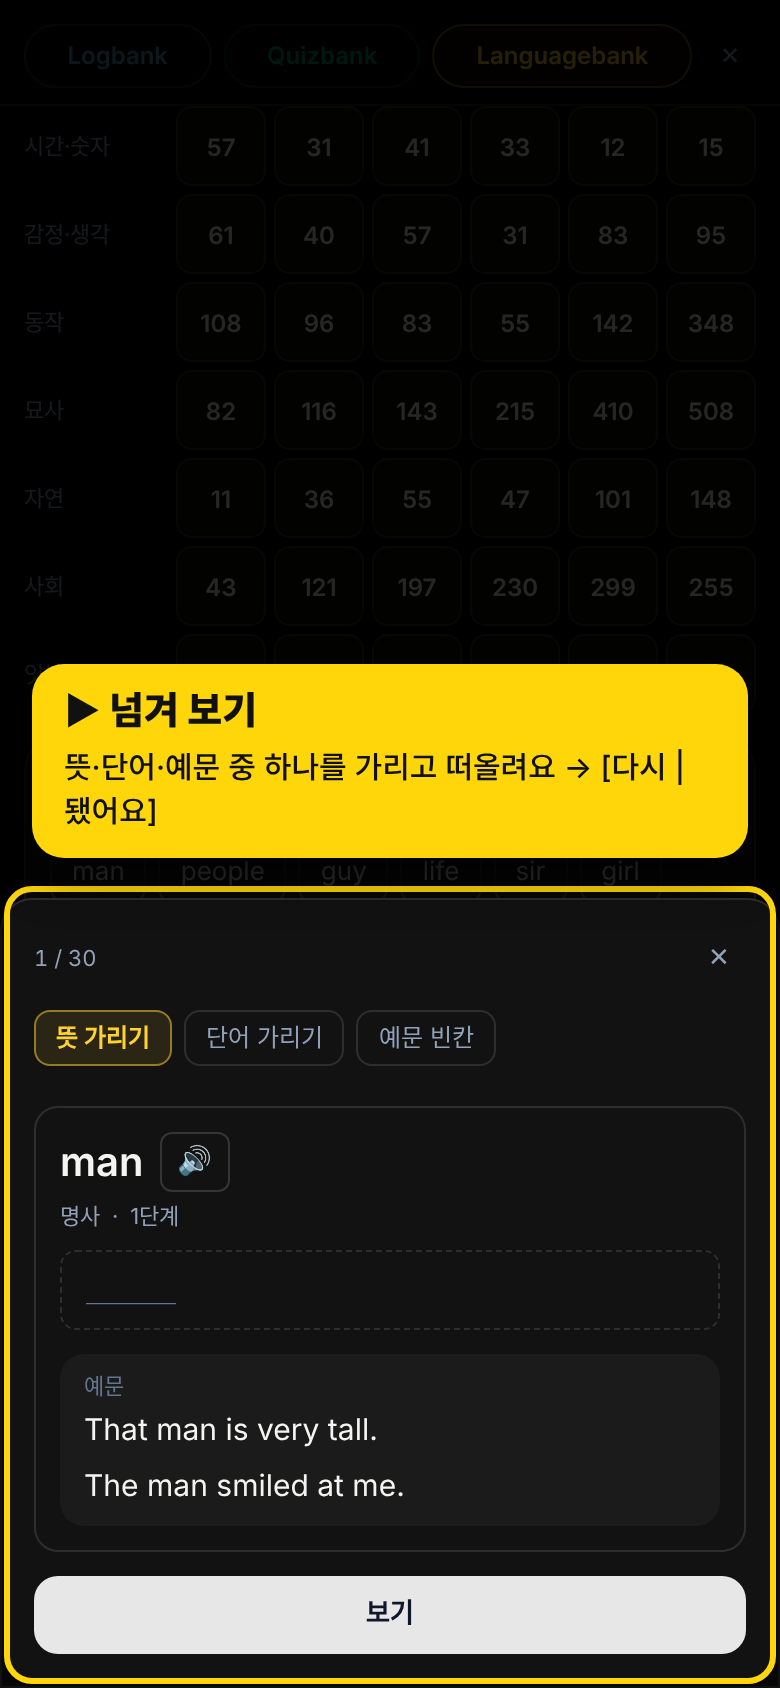 Logbank Quizbank Languagebank ✕
시간·숫자 57 31 41 33 12 15
감정·생각 61 40 57 31 83 95
동작 108 96 83 55 142 348
묘사 82 116 143 215 410 508
자연 11 36 55 47 101 148
사회 43 121 197 230 299 255
▶ 넘겨 보기
뜻·단어·예문 중 하나를 가리고 떠올려요 → [다시 |
됐어요]
man people guy life sir girl
1 / 30 ✕
뜻 가리기 단어 가리기 예문 빈칸
man 🔊
명사 · 1단계
예문
That man is very tall.
The man smiled at me.
보기